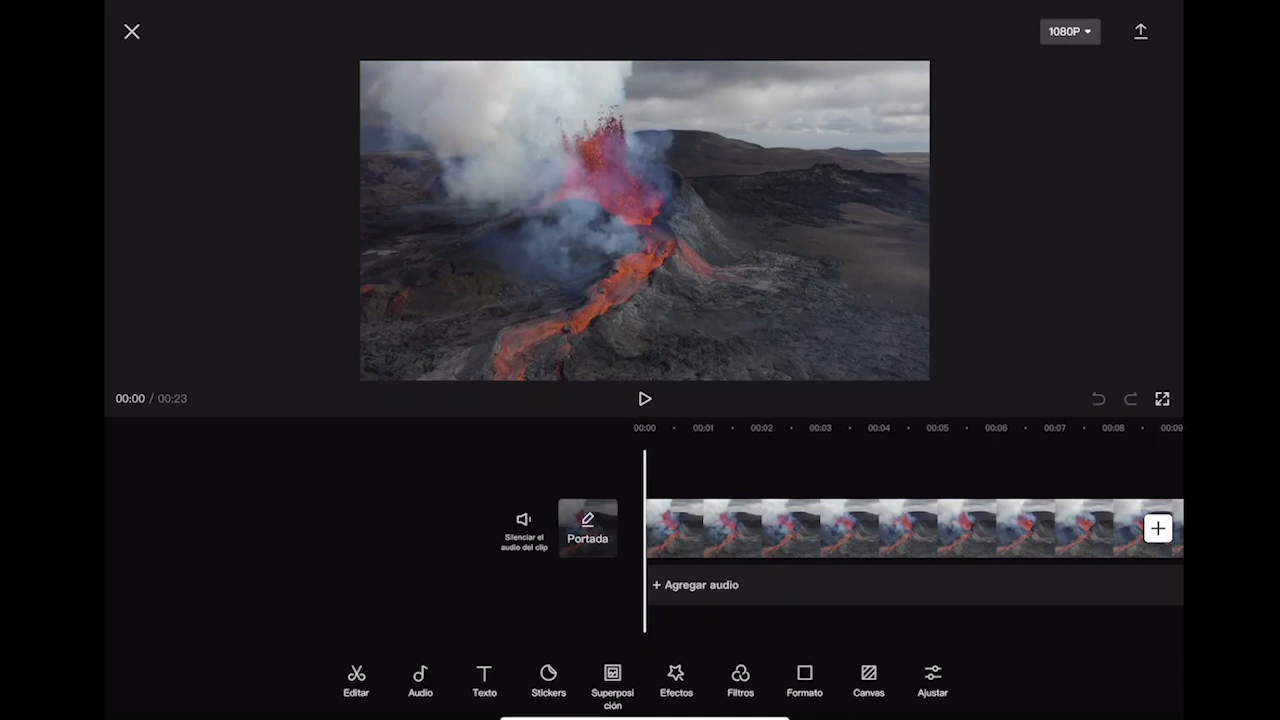 1080P
00:00 / 00:23
00:00 00:01 00:02 00:03 00:04 00:05 00:06 00:07 00:08 00:09
Silenciar el
audio del clip
Portada
+ Agregar audio
Editar
Audio
Texto
Stickers
Superposi
ción
Efectos
Filtros
Formato
Canvas
Ajustar